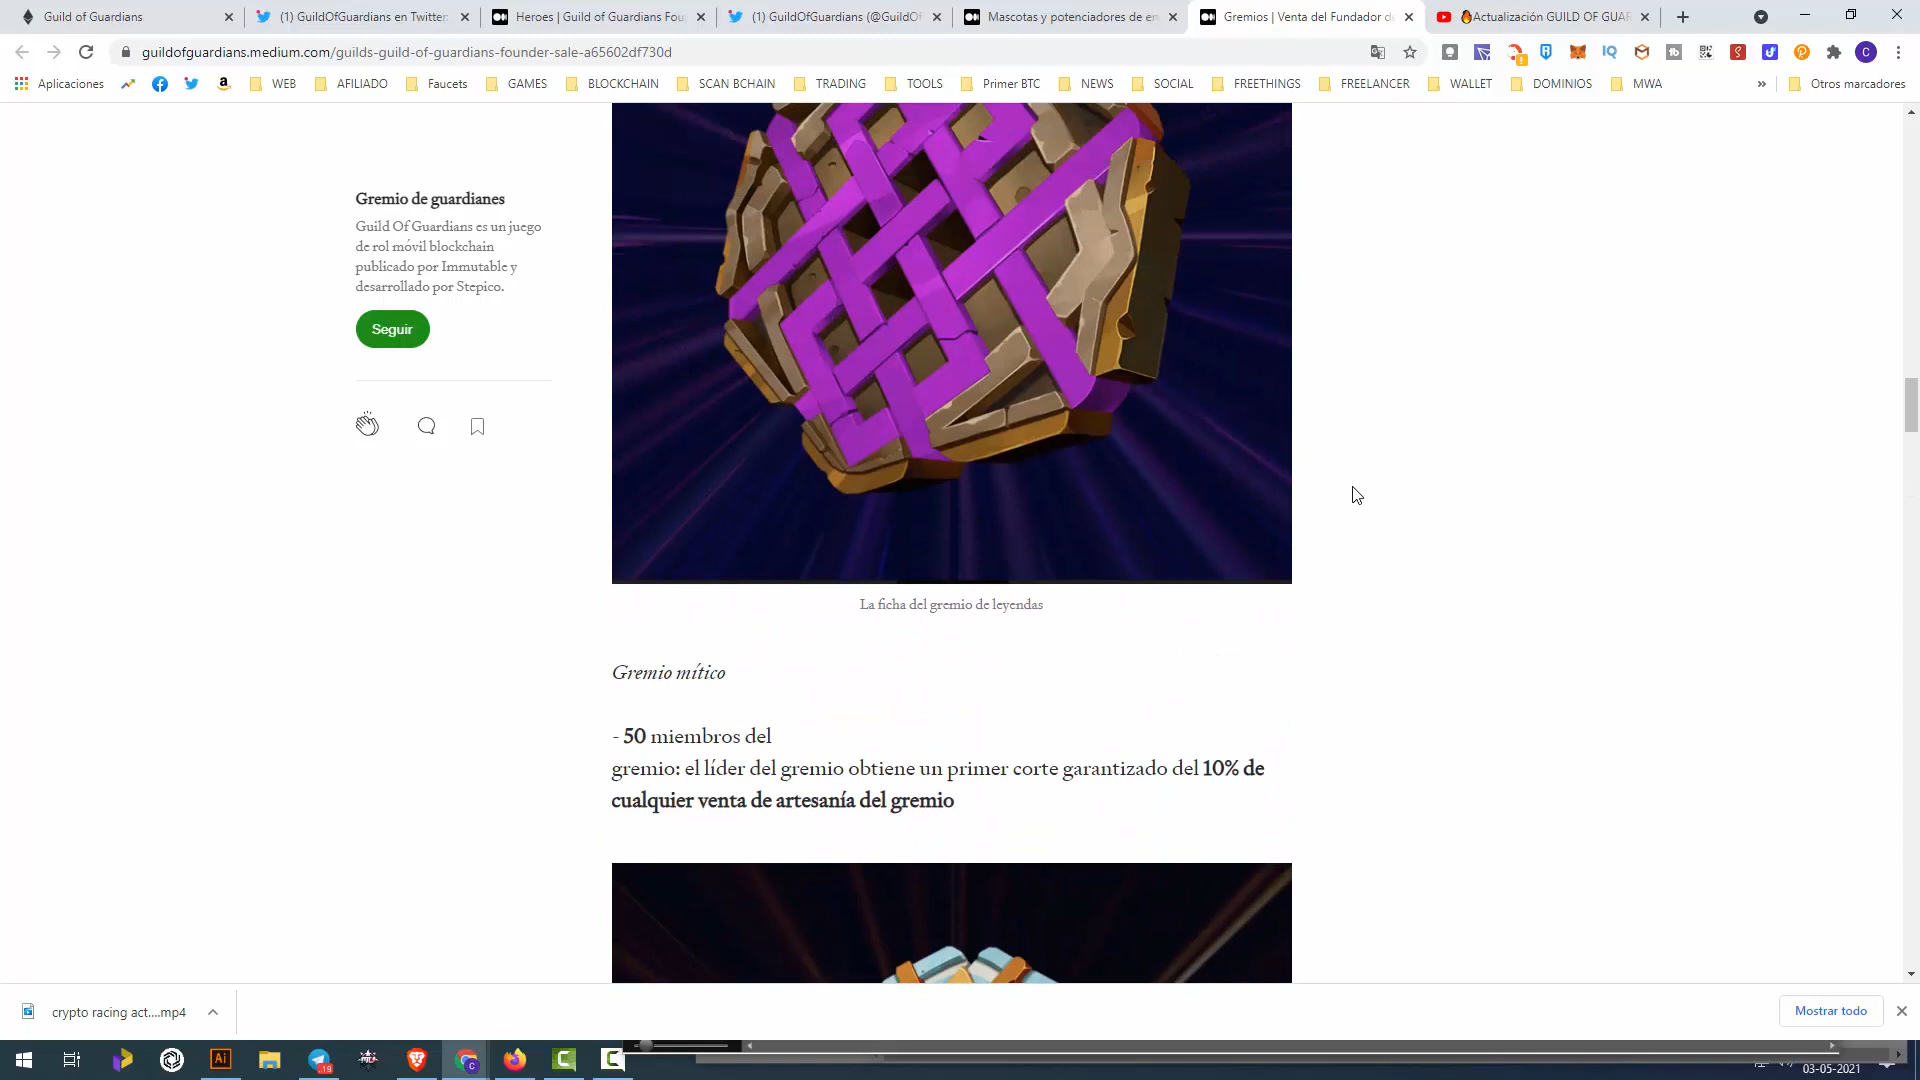 Guild of Guardians
(1) GuildOfGuardians en Twitter:
Heroes | Guild of Guardians Fou
(1) GuildOfGuardians (@GuildOf
Mascotas y potenciadores de en
Gremios | Venta del Fundador de
Actualización GUILD OF GUAR
guildofguardians.medium.com/guilds-guild-of-guardians-founder-sale-a65602df730d
Aplicaciones
WEB
AFILIADO
Faucets
GAMES
BLOCKCHAIN
SCAN BCHAIN
TRADING
TOOLS
Primer BTC
NEWS
SOCIAL
FREETHINGS
FREELANCER
WALLET
DOMINIOS
MWA
»
Otros marcadores
Gremio de guardianes
Guild Of Guardians es un juego
de rol móvil blockchain
publicado por Immutable y
desarrollado por Stepico.
Seguir
La ficha del gremio de leyendas
Gremio mítico
- 50 miembros del
gremio: el líder del gremio obtiene un primer corte garantizado del 10% de
cualquier venta de artesanía del gremio
crypto racing act....mp4
Mostrar todo
03-05-2021